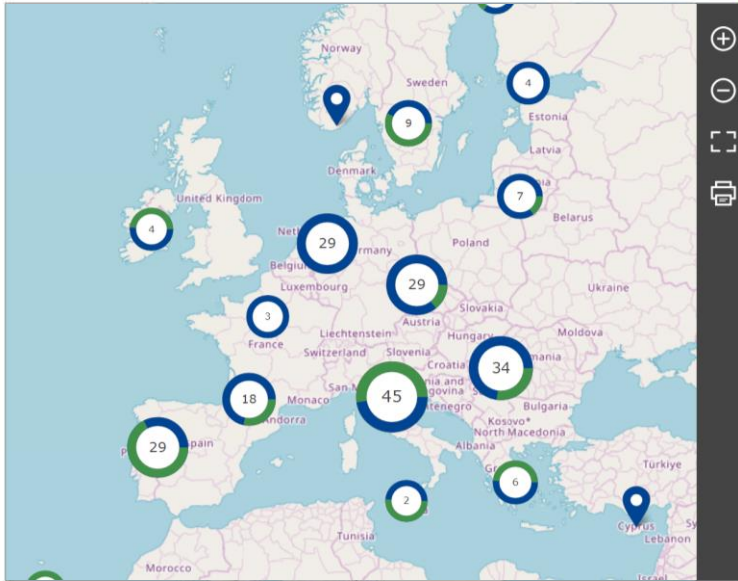 Norway
Sweden
4
9
Estonia
Latvia
Denmark
7
United Kingdom
Belarus
4
29
Poland
Belgium
29
Luxembourg
Ukraine
Slovakia
3
Austria
Moldova
Hungary
Liechtenstein
France
Switzerland
Slovenia
Croatia
34
45
18
Monaco
Bulgaria
Andorra
Kosovo*
North Macedonia
Albania
29
Türkiye
6
2
Cyprus
Lebanon
Tunisia
Morocco
Israel